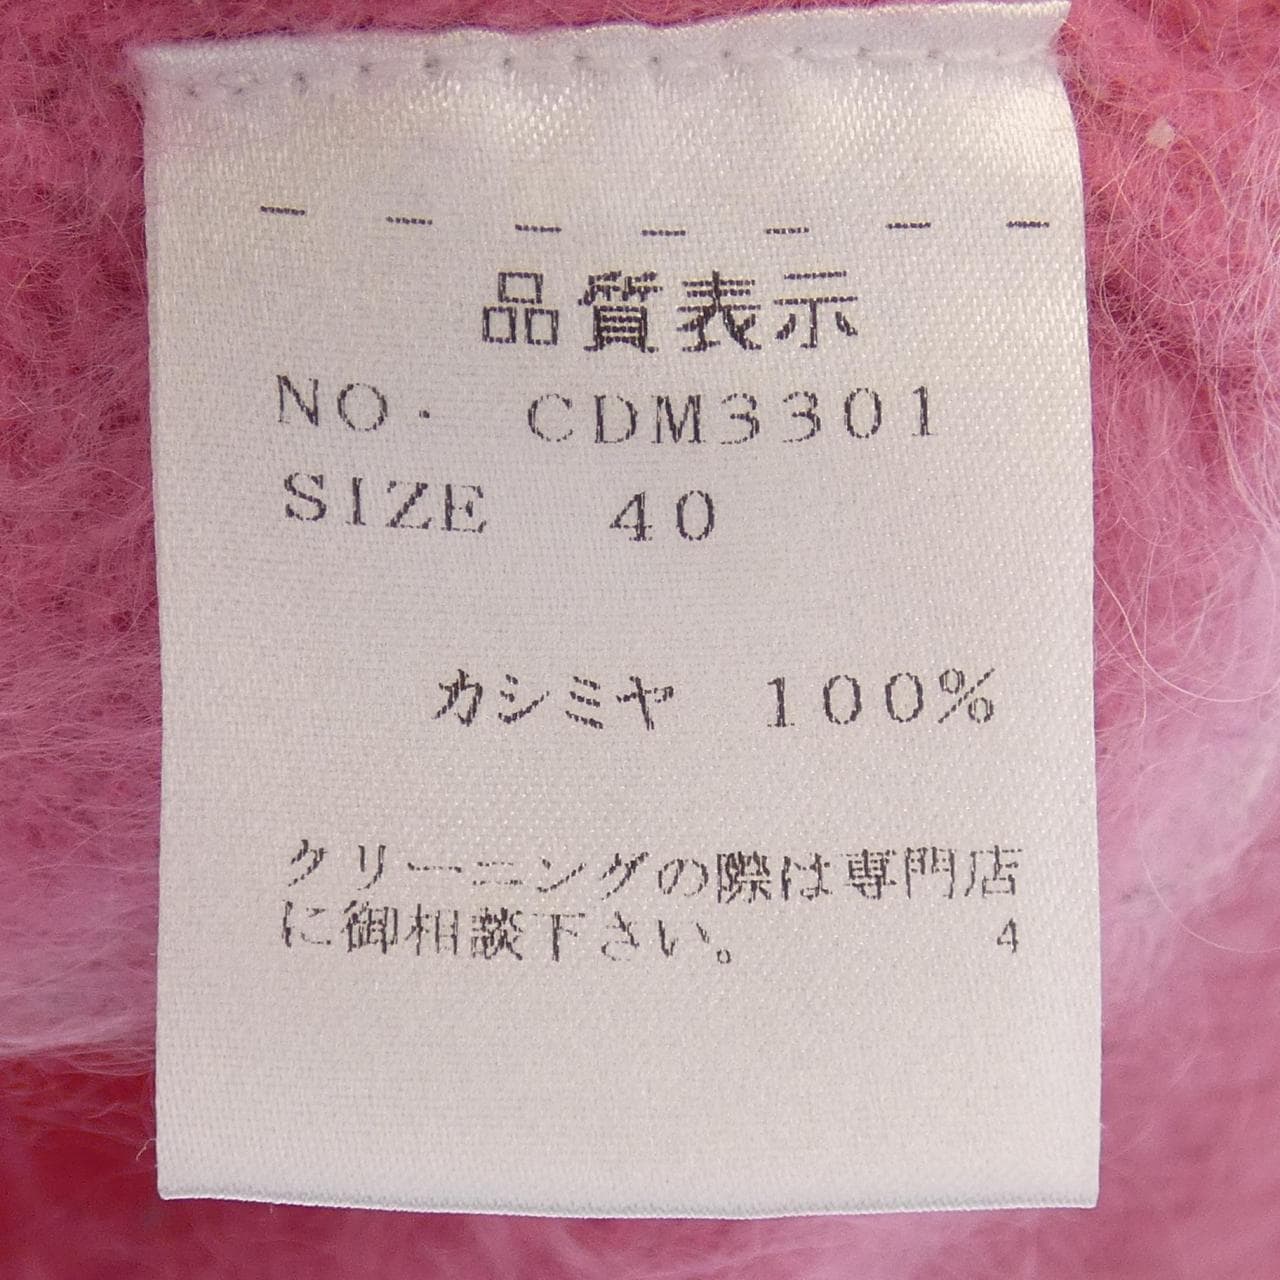 品質表示
NO. CDM3301
SIZE 40
カシミヤ 100%
クリーニングの際は専門店
に御相談下さい。 4